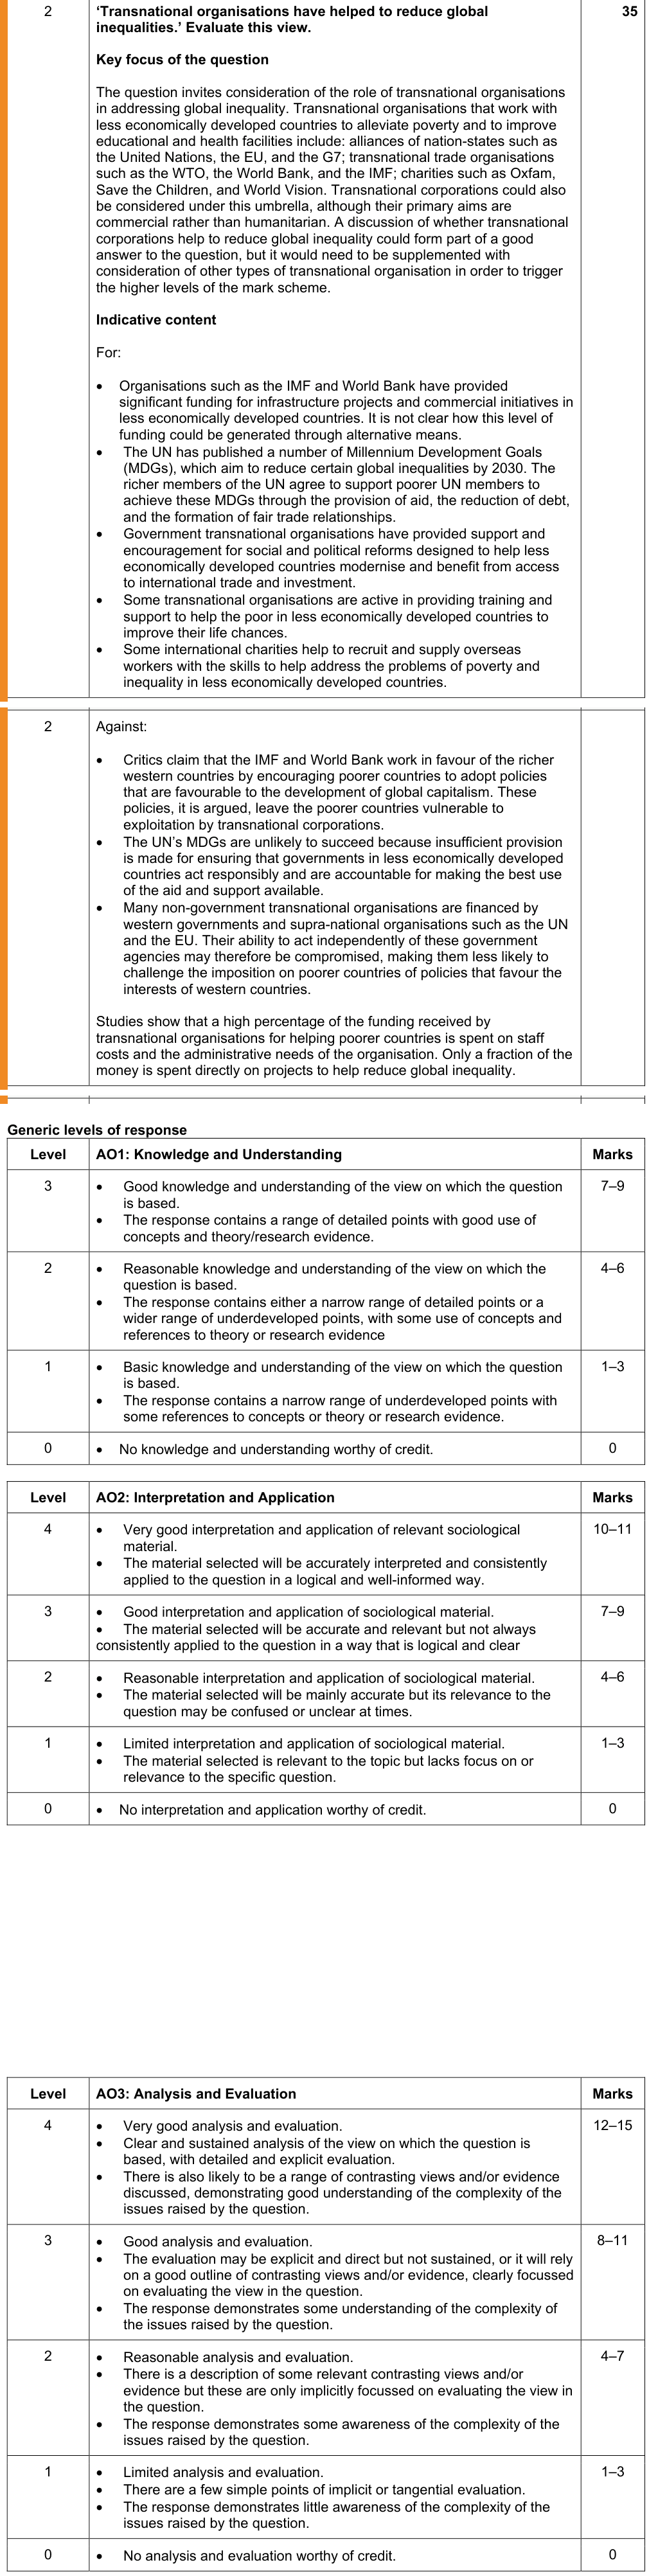 2
‘Transnational organisations have helped to reduce global
inequalities.’ Evaluate this view.
35
Key focus of the question
The question invites consideration of the role of transnational organisations
in addressing global inequality. Transnational organisations that work with
less economically developed countries to alleviate poverty and to improve
educational and health facilities include: alliances of nation-states such as
the United Nations, the EU, and the G7; transnational trade organisations
such as the WTO, the World Bank, and the IMF; charities such as Oxfam,
Save the Children, and World Vision. Transnational corporations could also
be considered under this umbrella, although their primary aims are
commercial rather than humanitarian. A discussion of whether transnational
corporations help to reduce global inequality could form part of a good
answer to the question, but it would need to be supplemented with
consideration of other types of transnational organisation in order to trigger
the higher levels of the mark scheme.
Indicative content
For:
• Organisations such as the IMF and World Bank have provided
significant funding for infrastructure projects and commercial initiatives in
less economically developed countries. It is not clear how this level of
funding could be generated through alternative means.
• The UN has published a number of Millennium Development Goals
(MDGs), which aim to reduce certain global inequalities by 2030. The
richer members of the UN agree to support poorer UN members to
achieve these MDGs through the provision of aid, the reduction of debt,
and the formation of fair trade relationships.
• Government transnational organisations have provided support and
encouragement for social and political reforms designed to help less
economically developed countries modernise and benefit from access
to international trade and investment.
• Some transnational organisations are active in providing training and
support to help the poor in less economically developed countries to
improve their life chances.
• Some international charities help to recruit and supply overseas
workers with the skills to help address the problems of poverty and
inequality in less economically developed countries.
2
Against:
• Critics claim that the IMF and World Bank work in favour of the richer
western countries by encouraging poorer countries to adopt policies
that are favourable to the development of global capitalism. These
policies, it is argued, leave the poorer countries vulnerable to
exploitation by transnational corporations.
• The UN’s MDGs are unlikely to succeed because insufficient provision
is made for ensuring that governments in less economically developed
countries act responsibly and are accountable for making the best use
of the aid and support available.
• Many non-government transnational organisations are financed by
western governments and supra-national organisations such as the UN
and the EU. Their ability to act independently of these government
agencies may therefore be compromised, making them less likely to
challenge the imposition on poorer countries of policies that favour the
interests of western countries.
Studies show that a high percentage of the funding received by
transnational organisations for helping poorer countries is spent on staff
costs and the administrative needs of the organisation. Only a fraction of the
money is spent directly on projects to help reduce global inequality.
Generic levels of response
Level AO1: Knowledge and Understanding Marks
3 • Good knowledge and understanding of the view on which the question 7–9
is based.
• The response contains a range of detailed points with good use of
concepts and theory/research evidence.
2 • Reasonable knowledge and understanding of the view on which the 4–6
question is based.
• The response contains either a narrow range of detailed points or a
wider range of underdeveloped points, with some use of concepts and
references to theory or research evidence
1 • Basic knowledge and understanding of the view on which the question 1–3
is based.
• The response contains a narrow range of underdeveloped points with
some references to concepts or theory or research evidence.
0 • No knowledge and understanding worthy of credit. 0
Level AO2: Interpretation and Application Marks
4 • Very good interpretation and application of relevant sociological 10–11
material.
• The material selected will be accurately interpreted and consistently
applied to the question in a logical and well-informed way.
3 • Good interpretation and application of sociological material. 7–9
• The material selected will be accurate and relevant but not always
consistently applied to the question in a way that is logical and clear
2 • Reasonable interpretation and application of sociological material. 4–6
• The material selected will be mainly accurate but its relevance to the
question may be confused or unclear at times.
1 • Limited interpretation and application of sociological material. 1–3
• The material selected is relevant to the topic but lacks focus on or
relevance to the specific question.
0 • No interpretation and application worthy of credit. 0
Level AO3: Analysis and Evaluation Marks
4 • Very good analysis and evaluation. 12–15
• Clear and sustained analysis of the view on which the question is
based, with detailed and explicit evaluation.
• There is also likely to be a range of contrasting views and/or evidence
discussed, demonstrating good understanding of the complexity of the
issues raised by the question.
3 • Good analysis and evaluation. 8–11
• The evaluation may be explicit and direct but not sustained, or it will rely
on a good outline of contrasting views and/or evidence, clearly focussed
on evaluating the view in the question.
• The response demonstrates some understanding of the complexity of
the issues raised by the question.
2 • Reasonable analysis and evaluation. 4–7
• There is a description of some relevant contrasting views and/or
evidence but these are only implicitly focussed on evaluating the view in
the question.
• The response demonstrates some awareness of the complexity of the
issues raised by the question.
1 • Limited analysis and evaluation. 1–3
• There are a few simple points of implicit or tangential evaluation.
• The response demonstrates little awareness of the complexity of the
issues raised by the question.
0 • No analysis and evaluation worthy of credit. 0